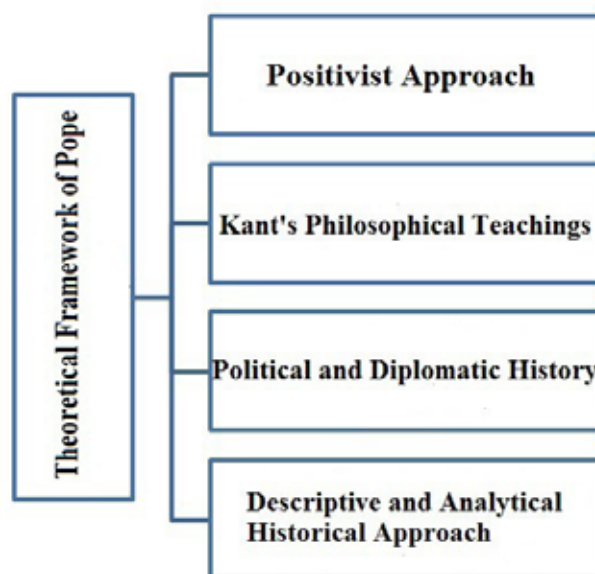 Theoretical Framework of Pope
Positivist Approach
Kant's Philosophical Teachings
Political and Diplomatic History
Descriptive and Analytical
Historical Approach